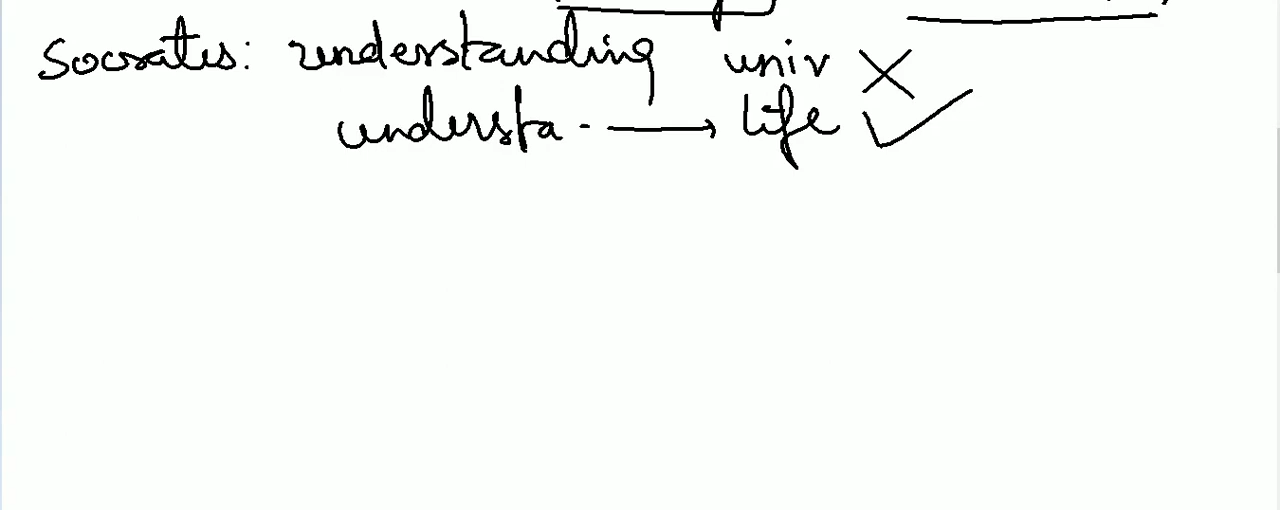 Socrates: understanding univ ✗
understa - → life ✓